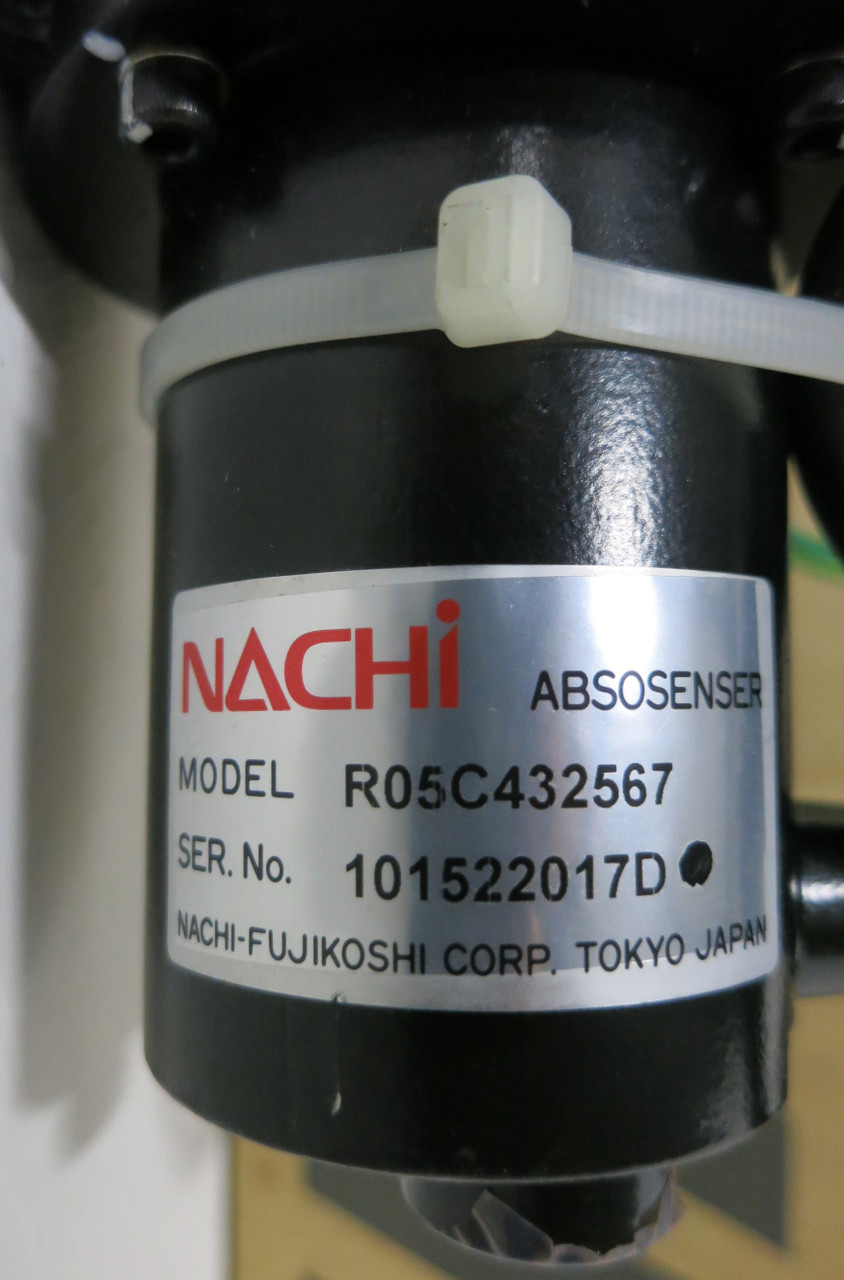 NACHi ABSOSENSER
MODEL R05C432567
SER. No. 101522017D
NACHI-FUJIKOSHI CORP. TOKYO JAPAN